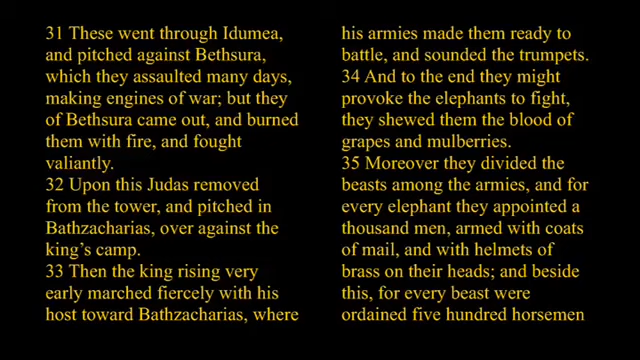 31 These went through Idumea,
and pitched against Bethsura,
which they assaulted many days,
making engines of war; but they
of Bethsura came out, and burned
them with fire, and fought
valiantly.
32 Upon this Judas removed
from the tower, and pitched in
Bathzacharias, over against the
king’s camp.
33 Then the king rising very
early marched fiercely with his
host toward Bathzacharias, where
his armies made them ready to
battle, and sounded the trumpets.
34 And to the end they might
provoke the elephants to fight,
they shewed them the blood of
grapes and mulberries.
35 Moreover they divided the
beasts among the armies, and for
every elephant they appointed a
thousand men, armed with coats
of mail, and with helmets of
brass on their heads; and beside
this, for every beast were
ordained five hundred horsemen